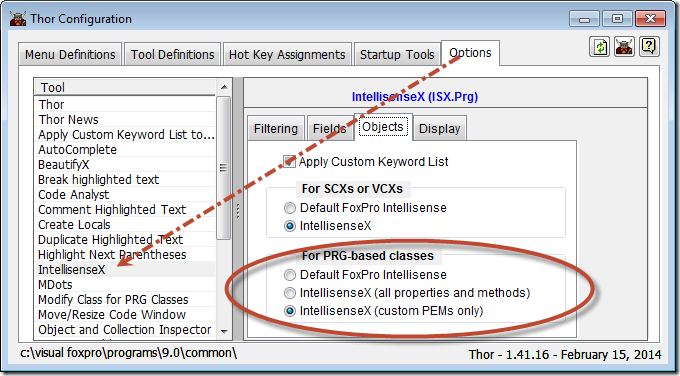 Thor Configuration
Menu Definitions Tool Definitions Hot Key Assignments Startup Tools Options
Tool
Thor
Thor News
Apply Custom Keyword List to...
AutoComplete
BeautifyX
Break highlighted text
Code Analyst
Comment Highlighted Text
Create Locals
Duplicate Highlighted Text
Highlight Next Parentheses
IntellisenseX
MDots
Modify Class for PRG Classes
Move/Resize Code Window
Object and Collection Inspector
IntellisenseX (ISX.Prg)
Filtering Fields Objects Display
Apply Custom Keyword List
For SCXs or VCXs
Default FoxPro Intellisense
IntellisenseX
For PRG-based classes
Default FoxPro Intellisense
IntellisenseX (all properties and methods)
IntellisenseX (custom PEMs only)
c:\visual foxpro\programs\9.0\common\
Thor - 1.41.16 - February 15, 2014